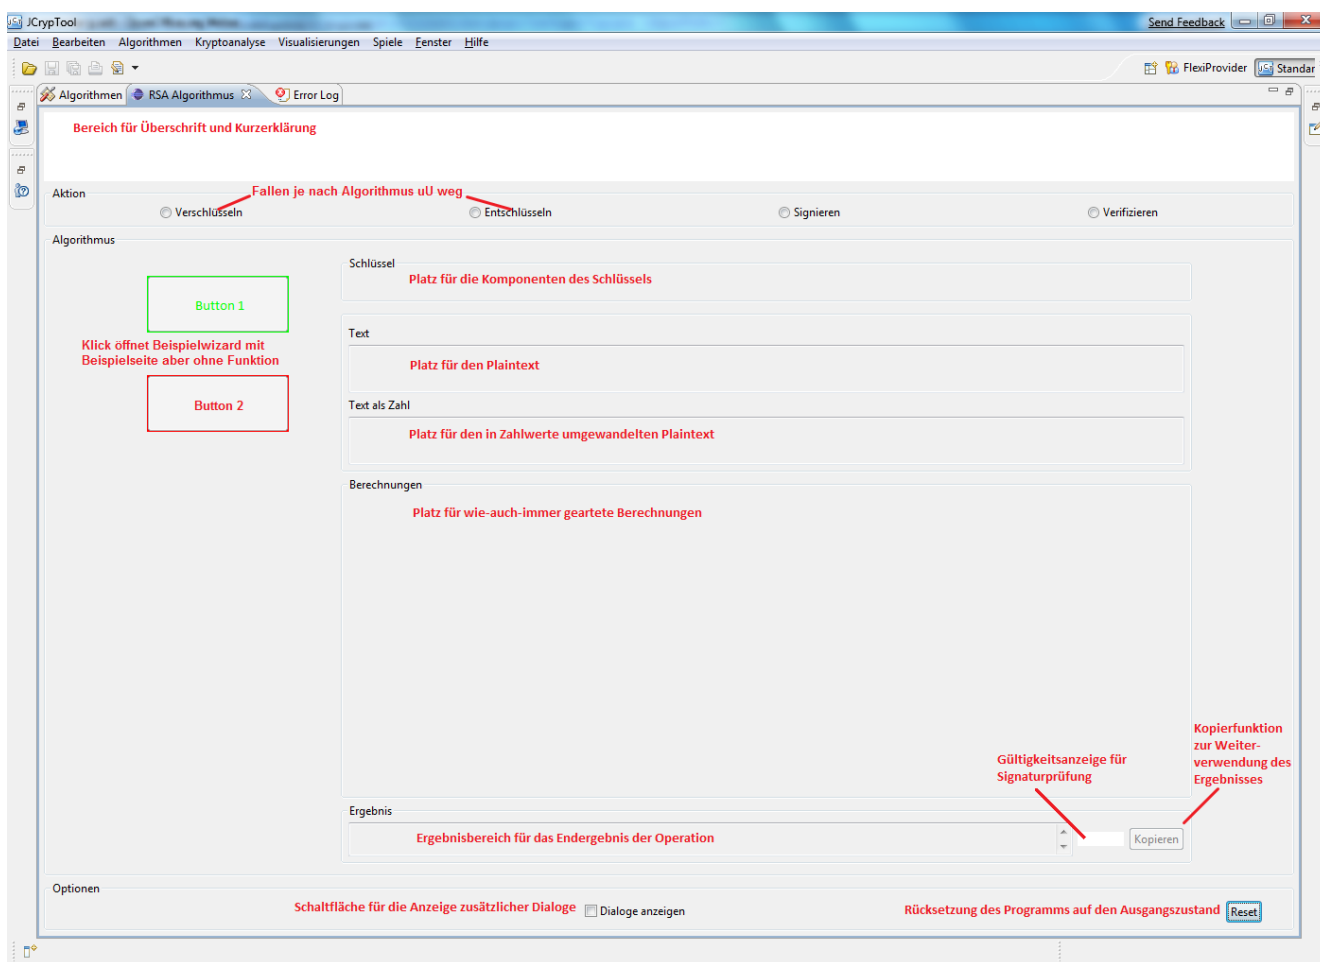 JCrypTool
Send Feedback
Datei Bearbeiten Algorithmen Kryptoanalyse Visualisierungen Spiele Fenster Hilfe
FlexiProvider Standar
Algorithmen RSA Algorithmus Error Log
Bereich für Überschrift und Kurzerklärung
Aktion
Fallen je nach Algorithmus uU weg
Verschlüsseln Entschlüsseln Signieren Verifizieren
Algorithmus
Schlüssel
Platz für die Komponenten des Schlüssels
Button 1
Text
Klick öffnet Beispielwizard mit
Beispielseite aber ohne Funktion
Platz für den Plaintext
Button 2
Text als Zahl
Platz für den in Zahlwerte umgewandelten Plaintext
Berechnungen
Platz für wie-auch-immer geartete Berechnungen
Kopierfunktion
zur Weiter-
verwendung des
Ergebnisses
Gültigkeitsanzeige für
Signaturprüfung
Ergebnis
Ergebnisbereich für das Endergebnis der Operation
Kopieren
Optionen
Schaltfläche für die Anzeige zusätzlicher Dialoge
Dialoge anzeigen
Rücksetzung des Programms auf den Ausgangszustand
Reset